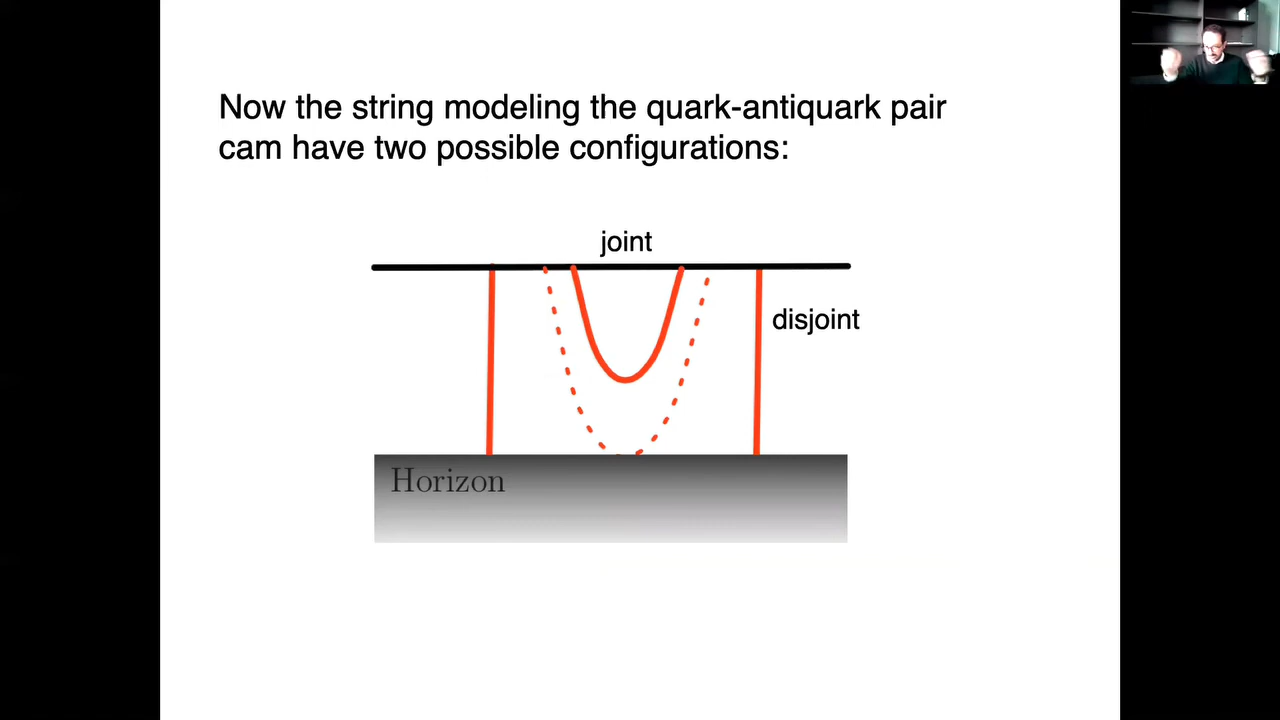 Now the string modeling the quark-antiquark pair
cam have two possible configurations:
joint
disjoint
Horizon